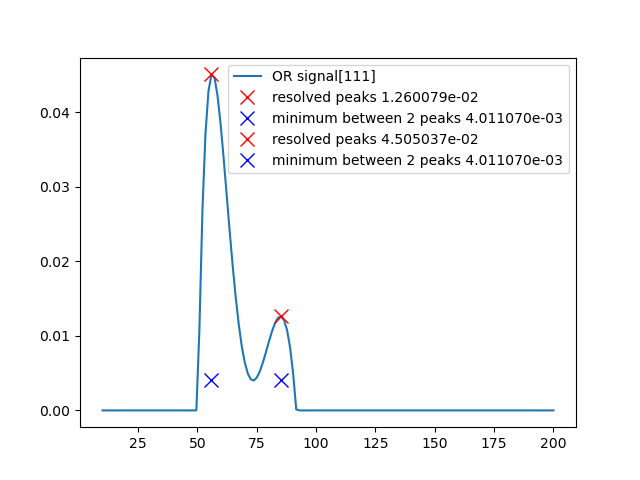 OR signal[111]
resolved peaks 1.260079e-02
minimum between 2 peaks 4.011070e-03
resolved peaks 4.505037e-02
minimum between 2 peaks 4.011070e-03
0.04
0.03
0.02
0.01
0.00
25 50 75 100 125 150 175 200